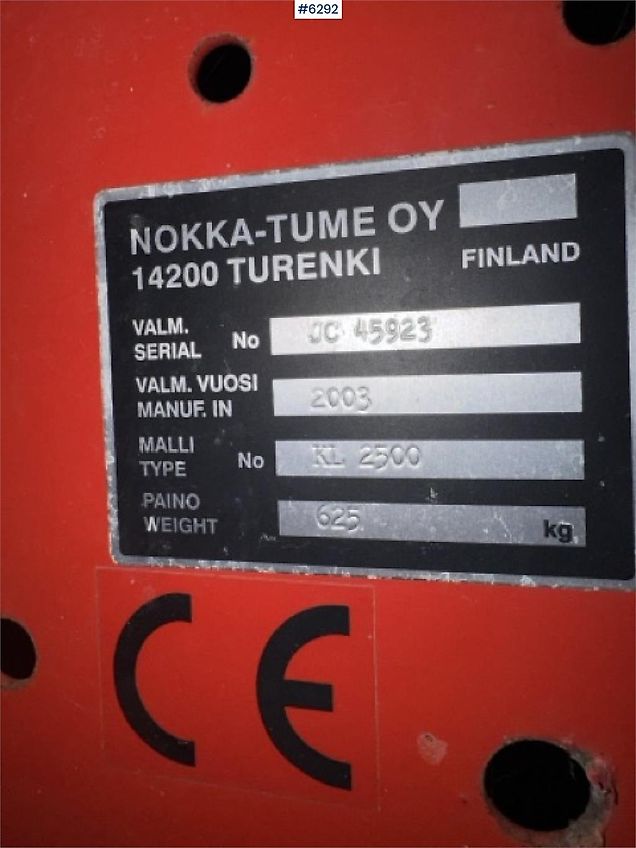 #6292
NOKKA-TUME OY
14200 TURENKI FINLAND
VALM.
SERIAL No JC 45923
VALM. VUOSI
MANUF. IN 2003
MALLI
TYPE No KL 2500
PAINO
WEIGHT 625 kg
CE